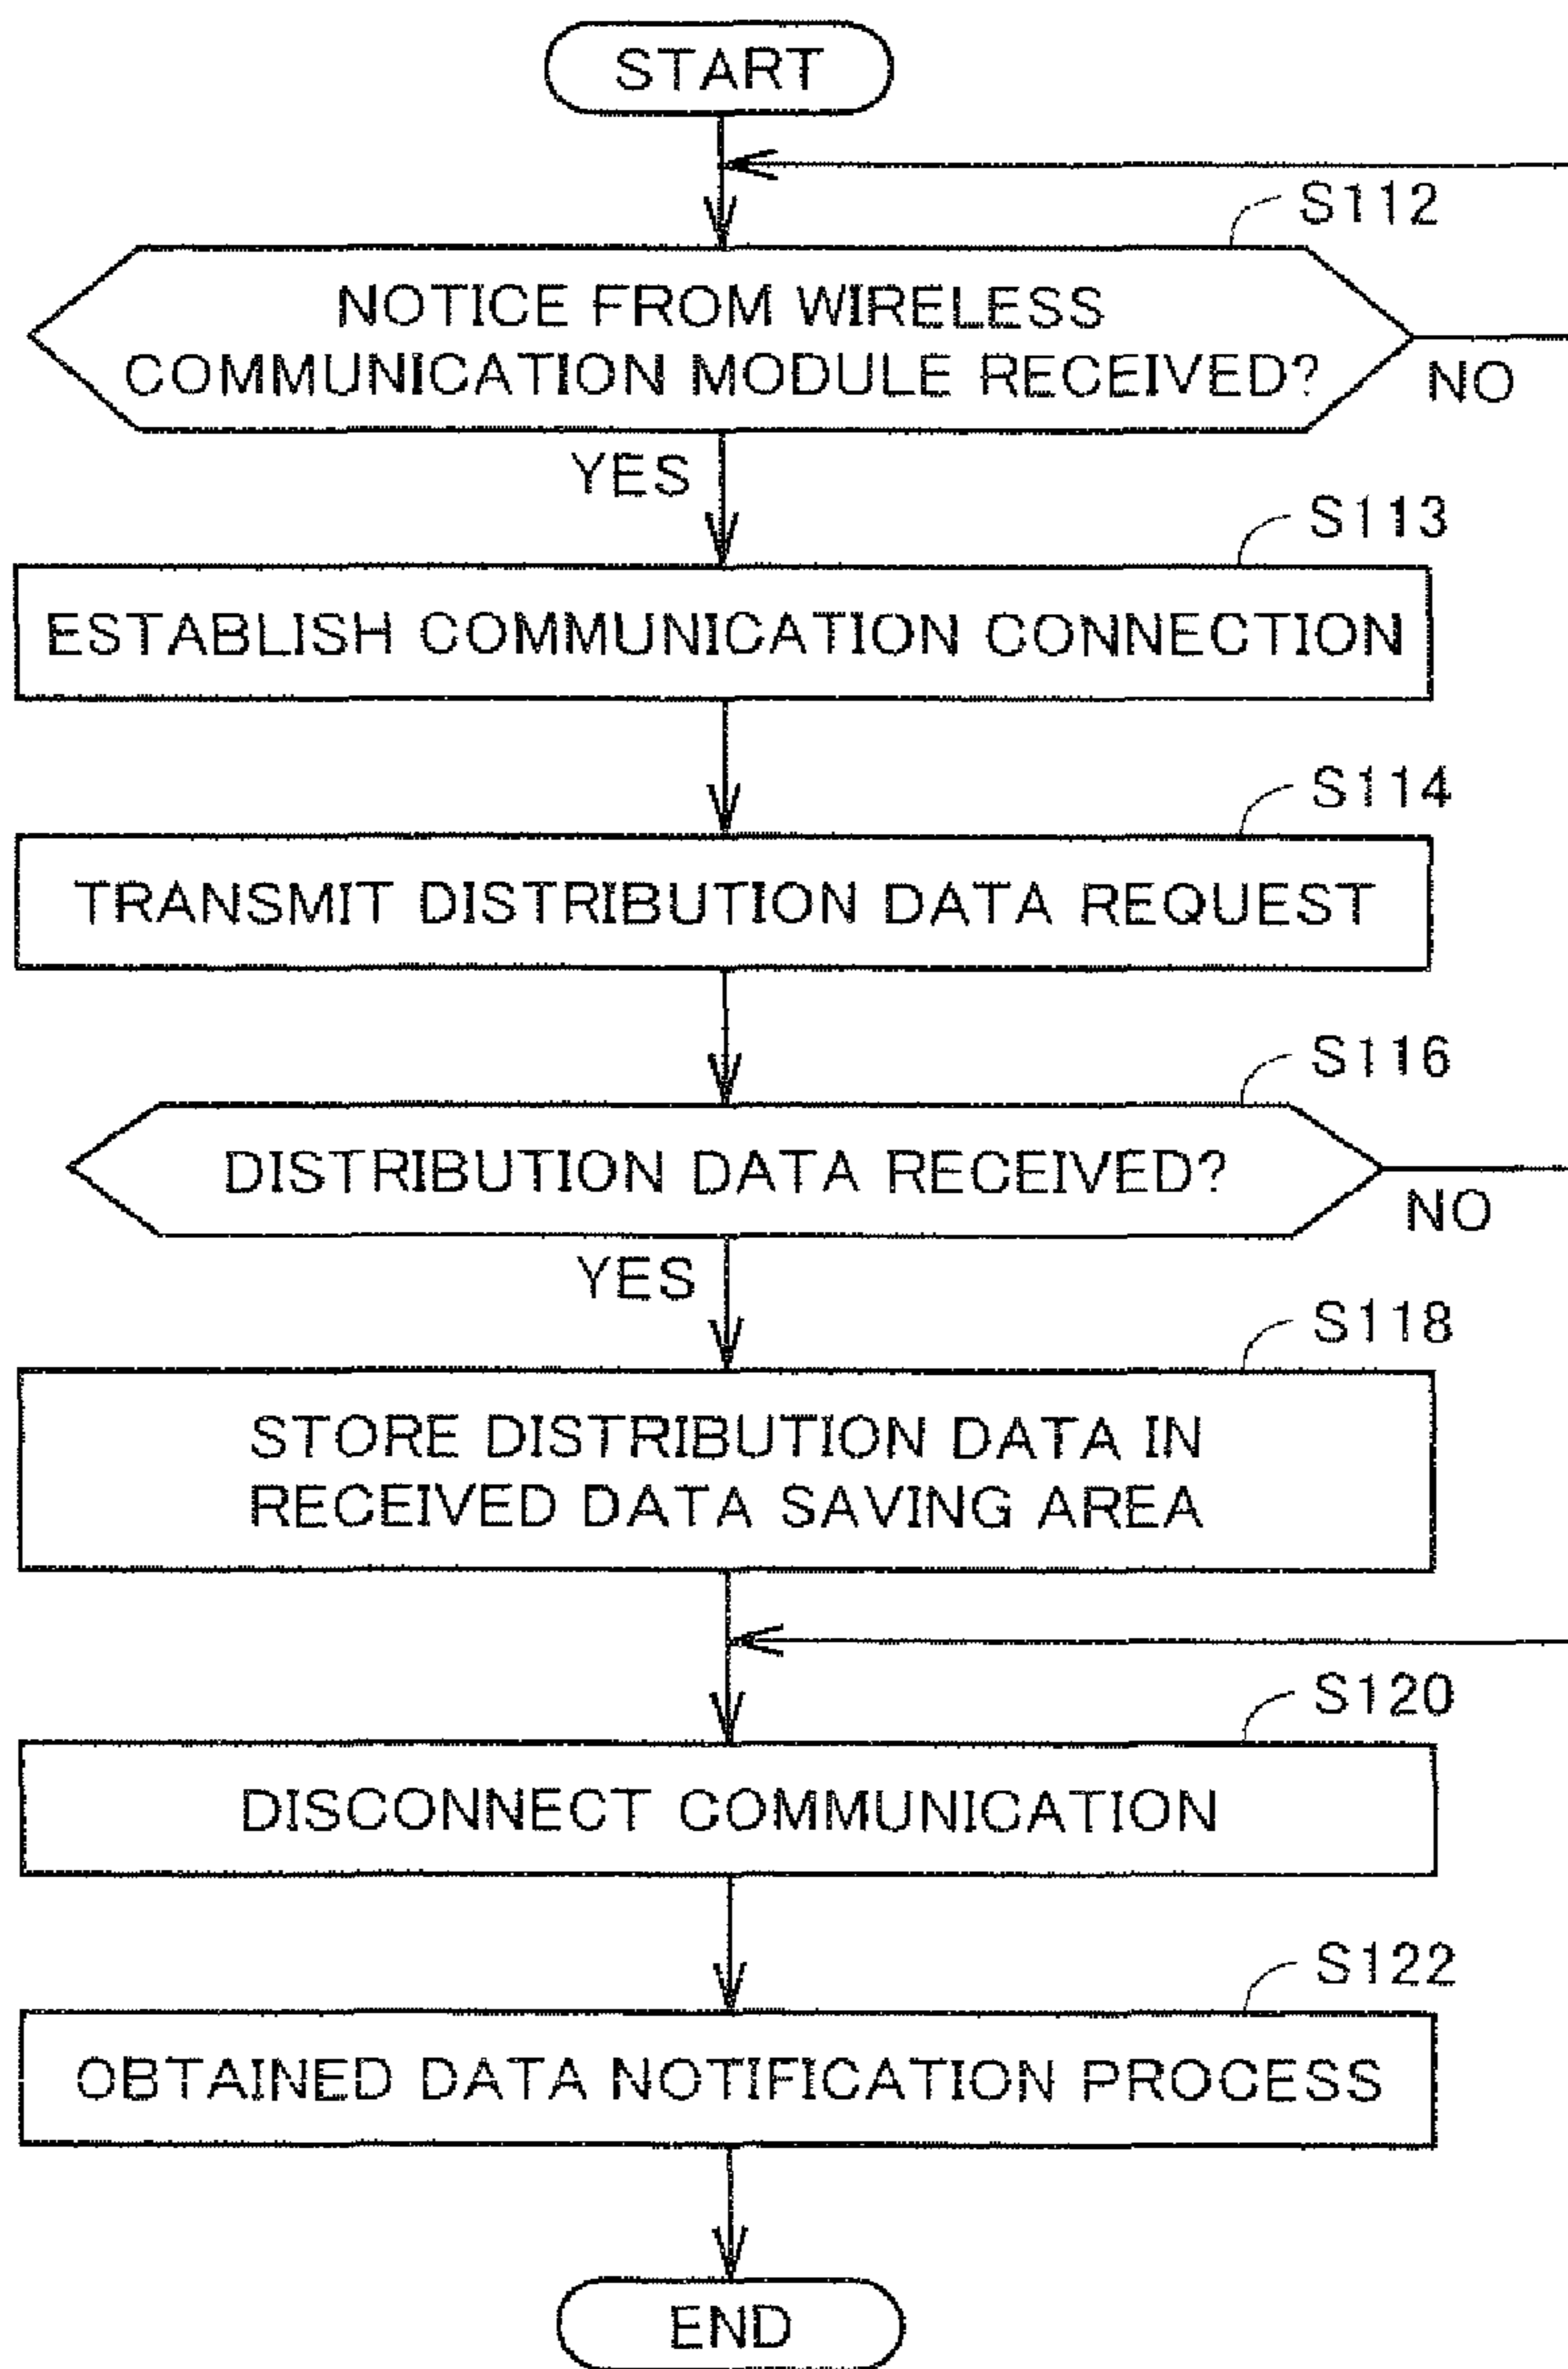 START
S112
NOTICE FROM WIRELESS
COMMUNICATION MODULE RECEIVED?
NO
YES
S113
ESTABLISH COMMUNICATION CONNECTION
S114
TRANSMIT DISTRIBUTION DATA REQUEST
S116
DISTRIBUTION DATA RECEIVED?
NO
YES
S118
STORE DISTRIBUTION DATA IN
RECEIVED DATA SAVING AREA
S120
DISCONNECT COMMUNICATION
S122
OBTAINED DATA NOTIFICATION PROCESS
END